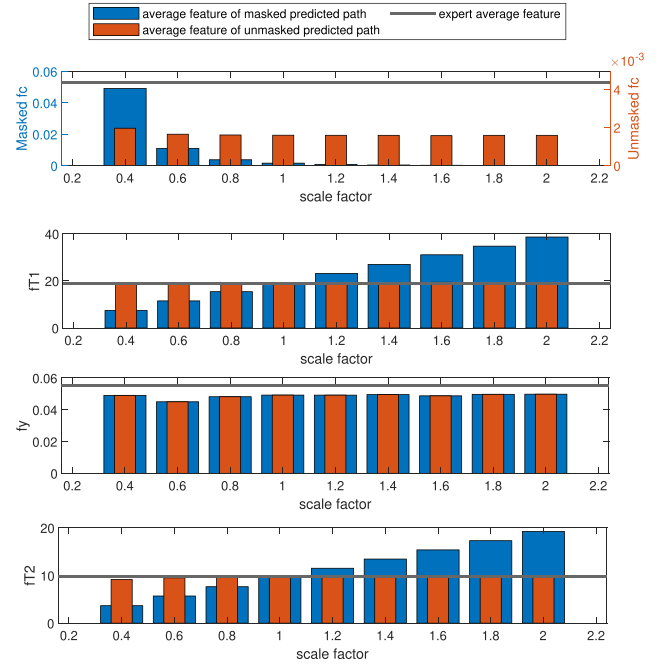 average feature of masked predicted path
expert average feature
average feature of unmasked predicted path
×10-3
0.06
0.04
0.02
0
Masked fc
4
2
0
Unmasked fc
0.2 0.4 0.6 0.8 1 1.2 1.4 1.6 1.8 2 2.2
scale factor
40
20
0
fT1
0.2 0.4 0.6 0.8 1 1.2 1.4 1.6 1.8 2 2.2
scale factor
0.06
0.04
0.02
0
fy
0.2 0.4 0.6 0.8 1 1.2 1.4 1.6 1.8 2 2.2
scale factor
20
10
0
fT2
0.2 0.4 0.6 0.8 1 1.2 1.4 1.6 1.8 2 2.2
scale factor